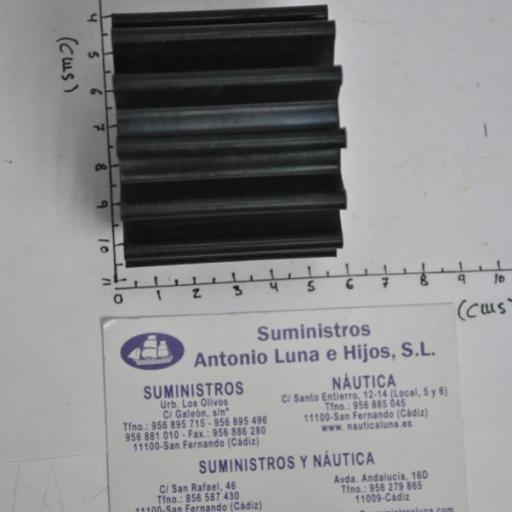 4
(cms)
5
6
7
8
9
10
11
0 1 2 3 4 5 6 7 8 9 10
(cms)
Suministros
Antonio Luna e Hijos, S.L.
SUMINISTROS
Urb. Los Olivos
C/ Galeón, s/nº
Tfno.: 956 895 715 - 956 895 496
956 881 010 - Fax.: 956 886 280
11100-San Fernando (Cádiz)
NÁUTICA
C/ Santo Entierro, 12-14 (Local, 5 y 6)
Tfno.: 956 885 045
11100-San Fernando (Cádiz)
www. nauticaluna.es
SUMINISTROS Y NÁUTICA
C/ San Rafael, 46
Tfno.: 856 587 430
11100-San Fernando (Cádiz)
Avda. Andalucía, 16D
Tfno.: 956 279 865
11009-Cádiz